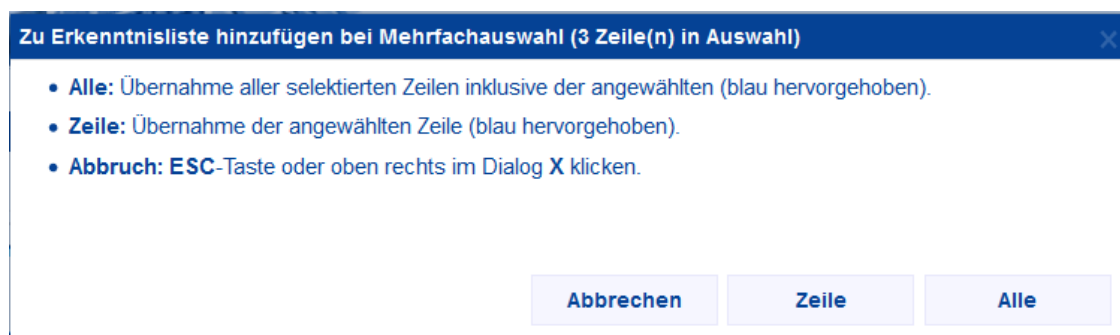 Zu Erkenntnisliste hinzufügen bei Mehrfachauswahl (3 Zeile(n) in Auswahl)
• Alle: Übernahme aller selektierten Zeilen inklusive der angewählten (blau hervorgehoben).
• Zeile: Übernahme der angewählten Zeile (blau hervorgehoben).
• Abbruch: ESC-Taste oder oben rechts im Dialog X klicken.
Abbrechen Zeile Alle